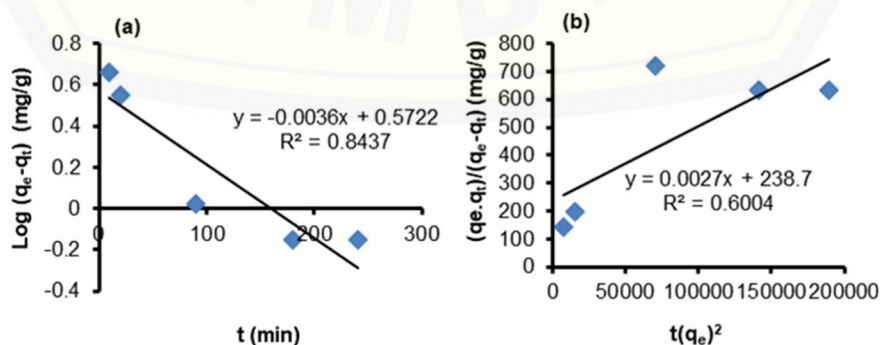 (a)
Log (qe-qt) (mg/g)
0.8
0.6
0.4
0.2
0
-0.2
-0.4
0 100 200 300
y = -0.0036x + 0.5722
R² = 0.8437
t (min)
(b)
(qe.qt)/(qe-qt) (mg/g)
800
700
600
500
400
300
200
100
0
0 50000 100000 150000 200000
y = 0.0027x + 238.7
R² = 0.6004
t(qe)²